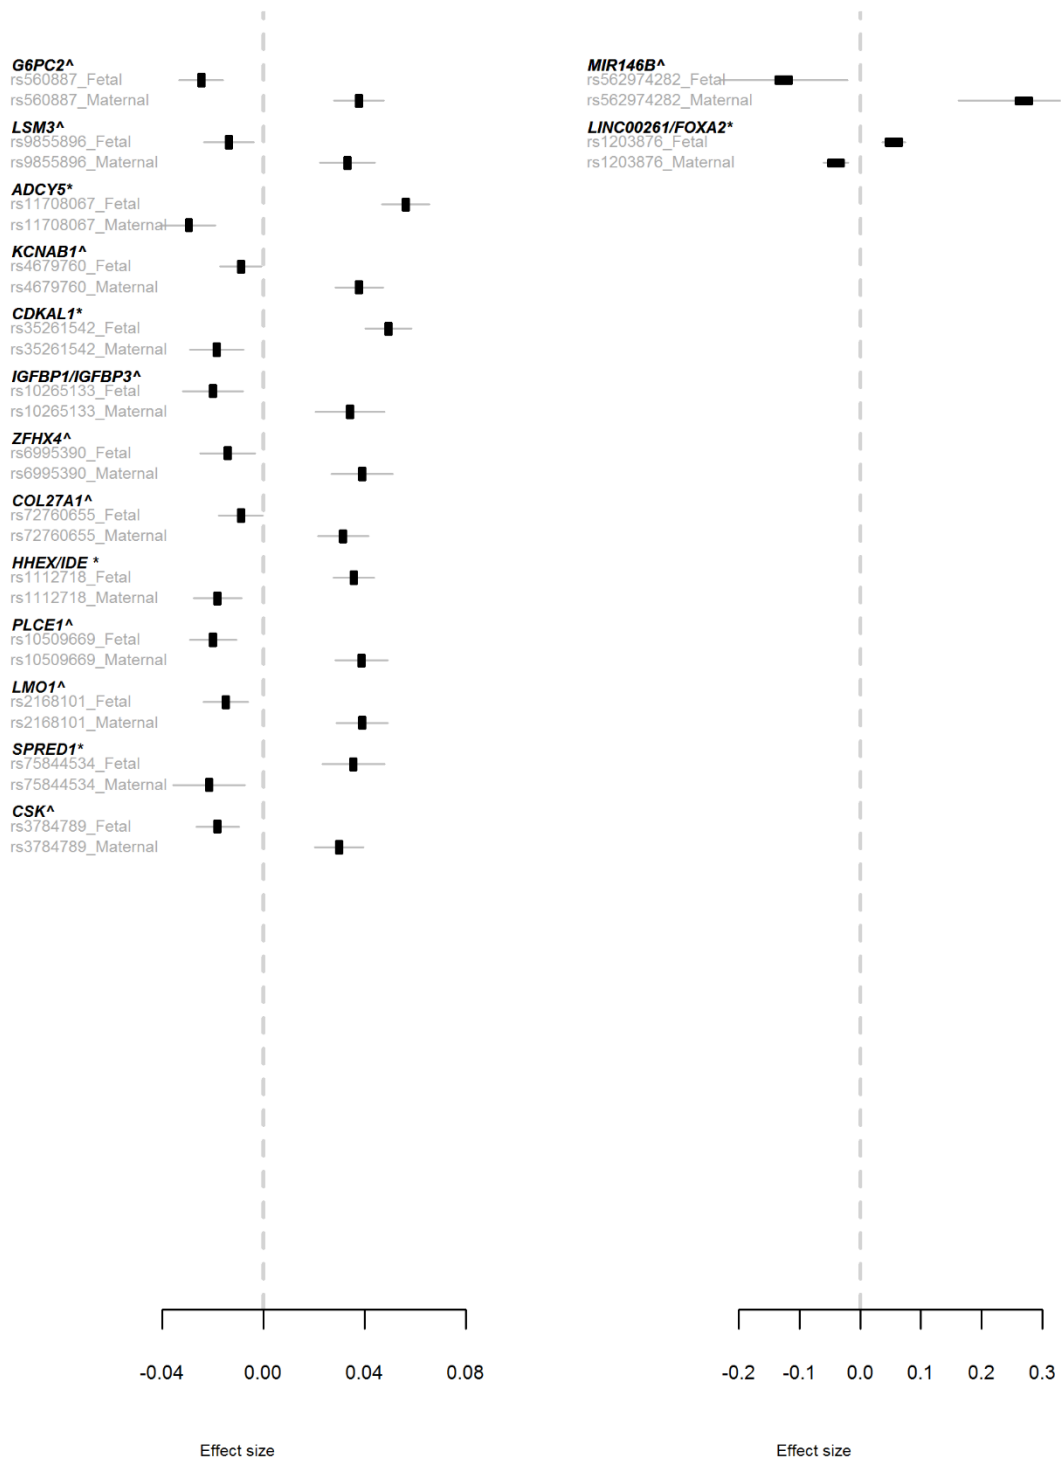 G6PC2^
rs560887_Fetal
rs560887_Maternal
LSM3^
rs9855896_Fetal
rs9855896_Maternal
ADCY5*
rs11708067_Fetal
rs11708067_Maternal
KCNAB1^
rs4679760_Fetal
rs4679760_Maternal
CDKAL1*
rs35261542_Fetal
rs35261542_Maternal
IGFBP1/IGFBP3^
rs10265133_Fetal
rs10265133_Maternal
ZFHX4^
rs6995390_Fetal
rs6995390_Maternal
COL27A1^
rs72760655_Fetal
rs72760655_Maternal
HHEX/IDE *
rs1112718_Fetal
rs1112718_Maternal
PLCE1^
rs10509669_Fetal
rs10509669_Maternal
LMO1^
rs2168101_Fetal
rs2168101_Maternal
SPRED1*
rs75844534_Fetal
rs75844534_Maternal
CSK^
rs3784789_Fetal
rs3784789_Maternal
-0.04 0.00 0.04 0.08
Effect size
MIR146B^
rs562974282_Fetal
rs562974282_Maternal
LINC00261/FOXA2*
rs1203876_Fetal
rs1203876_Maternal
-0.2 -0.1 0.0 0.1 0.2 0.3
Effect size